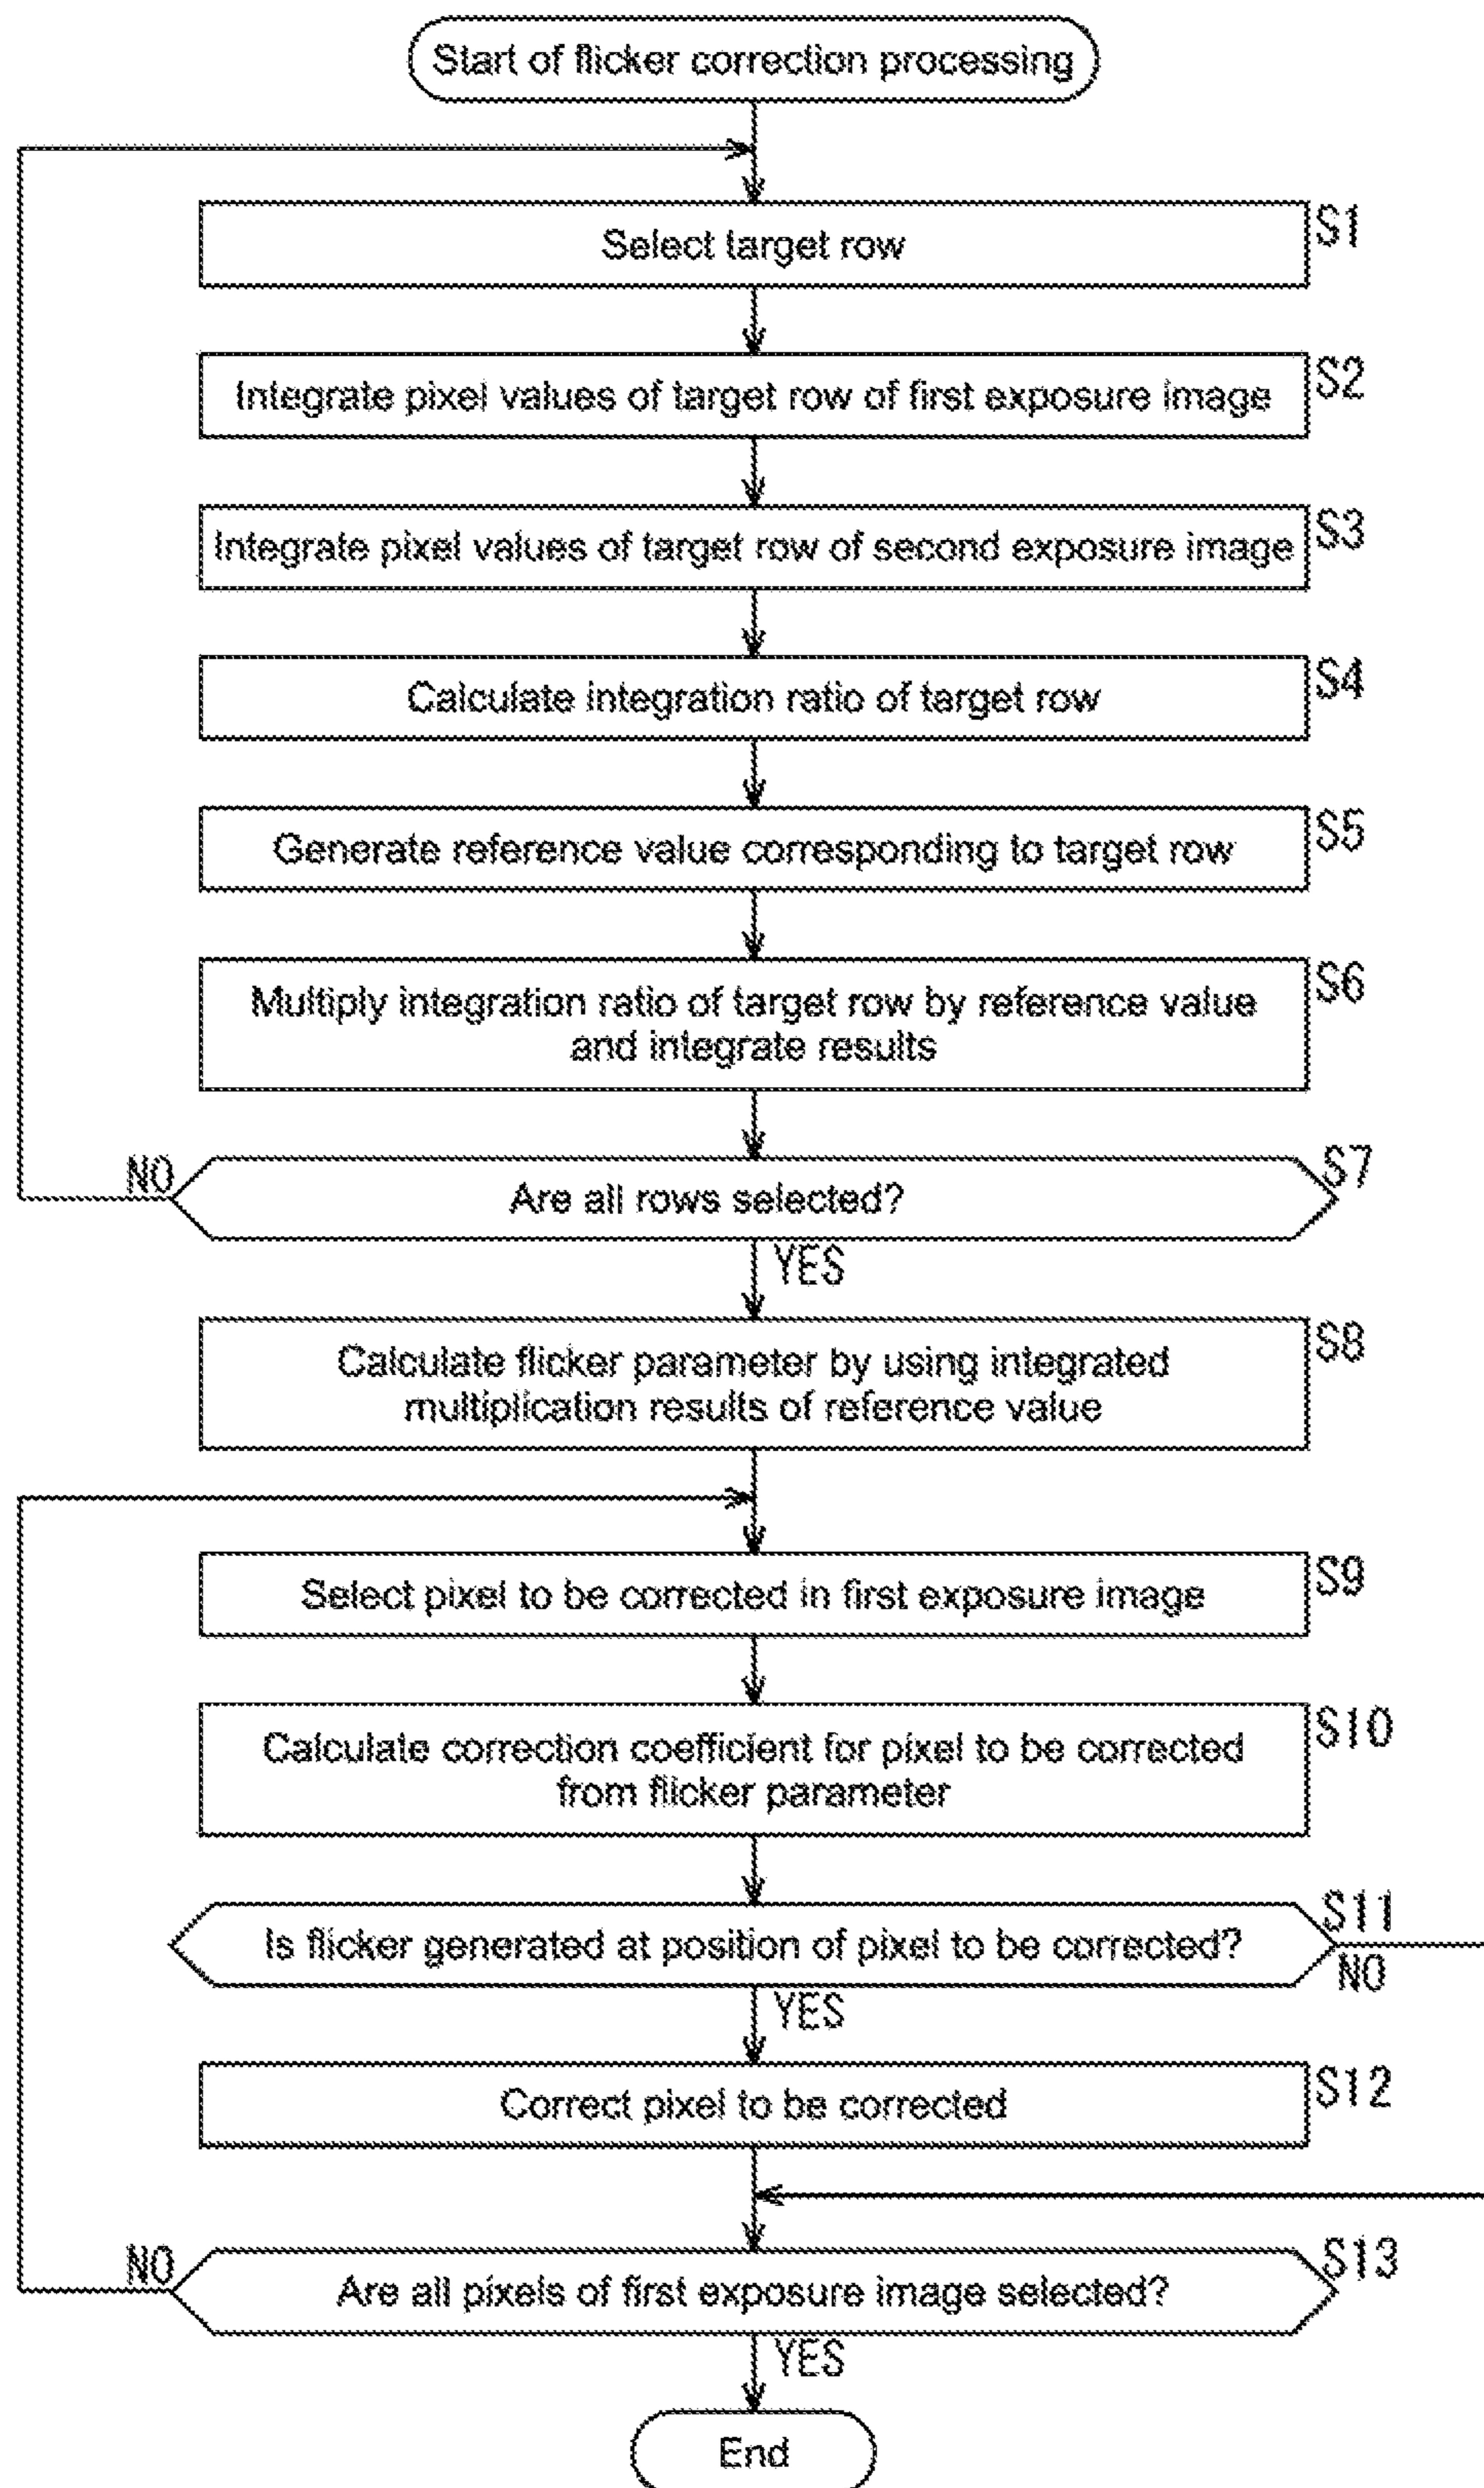 Start of flicker correction processing
Select target row
S1
Integrate pixel values of target row of first exposure image
S2
Integrate pixel values of target row of second exposure image
S3
Calculate integration ratio of target row
S4
Generate reference value corresponding to target row
S5
Multiply integration ratio of target row by reference value
and integrate results
S6
NO
Are all rows selected?
S7
YES
Calculate flicker parameter by using integrated
multiplication results of reference value
S8
Select pixel to be corrected in first exposure image
S9
Calculate correction coefficient for pixel to be corrected
from flicker parameter
S10
Is flicker generated at position of pixel to be corrected?
S11
NO
YES
Correct pixel to be corrected
S12
NO
Are all pixels of first exposure image selected?
S13
YES
End